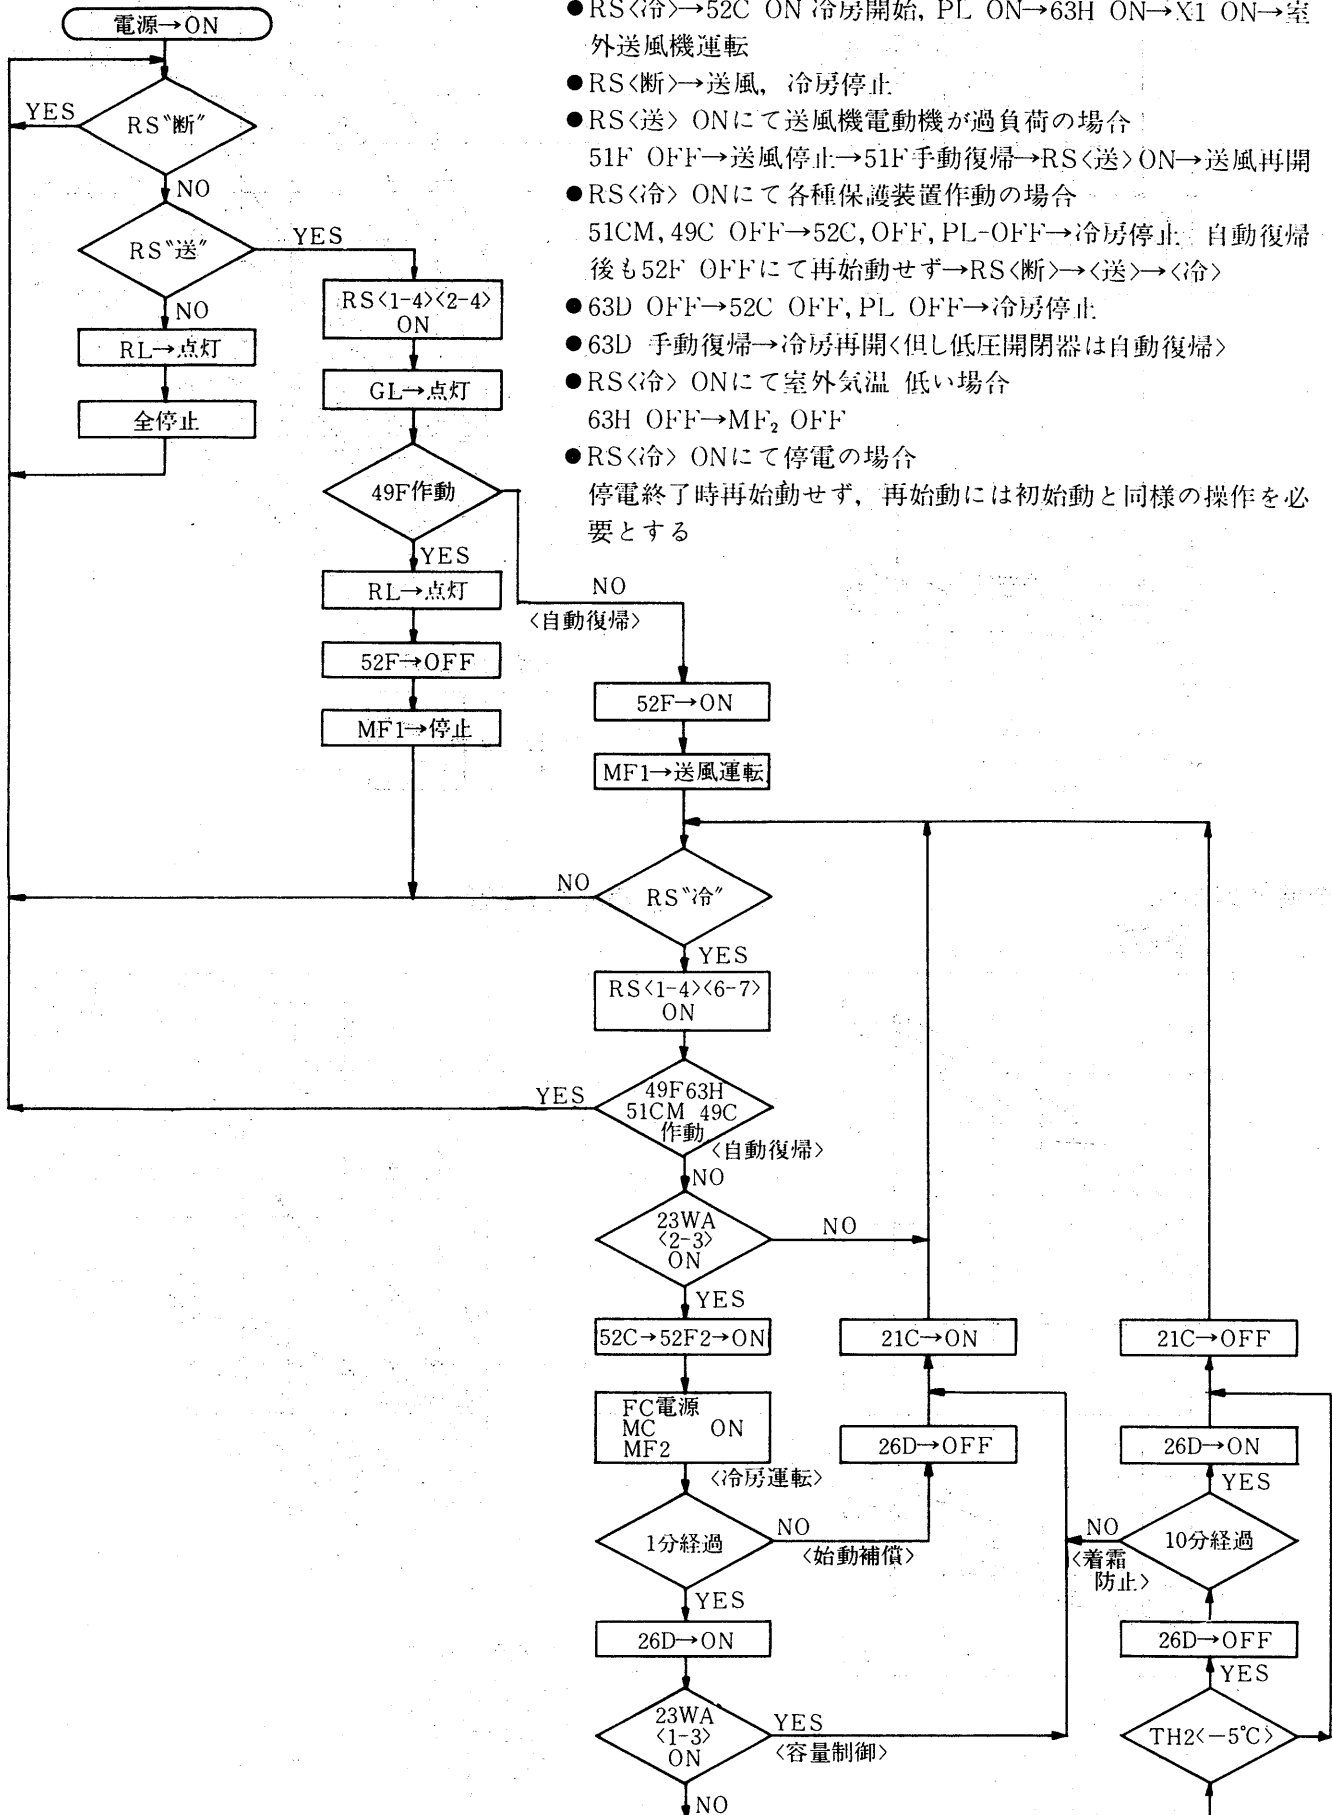 電源→ON
RS〝断〟
YES
NO
RS〝送〟
YES
NO
RL→点灯
全停止
RS<1-4><2-4>
ON
GL→点灯
49F作動
YES
RL→点灯
52F→OFF
MF1→停止
NO
<自動復帰>
●RS<冷>→52C ON 冷房開始, PL ON→63H ON→X1 ON→室
外送風機運転
●RS<断>→送風, 冷房停止
●RS<送> ONにて送風機電動機が過負荷の場合
51F OFF→送風停止→51F手動復帰→RS<送>ON→送風再開
●RS<冷> ONにて各種保護装置作動の場合
51CM, 49C OFF→52C, OFF, PL-OFF→冷房停止 自動復帰
後も52F OFFにて再始動せず→RS<断>→<送>→<冷>
●63D OFF→52C OFF, PL OFF→冷房停止
●63D 手動復帰→冷房再開<但し低圧開閉器は自動復帰>
●RS<冷> ONにて室外気温 低い場合
63H OFF→MF₂ OFF
●RS<冷> ONにて停電の場合
停電終了時再始動せず, 再始動には初始動と同様の操作を必
要とする
52F→ON
MF1→送風運転
RS〝冷〟
NO
YES
RS<1-4><6-7>
ON
49F63H
51CM 49C
作動
YES
<自動復帰>
NO
23WA
<2-3>
ON
NO
YES
52C→52F2→ON
21C→ON
21C→OFF
FC電源
MC ON
MF2
26D→OFF
26D→ON
<冷房運転>
YES
1分経過
NO
<始動補償>
10分経過
NO
<着霜
防止>
YES
26D→ON
26D→OFF
YES
23WA
<1-3>
ON
YES
<容量制御>
TH2<-5℃>
NO